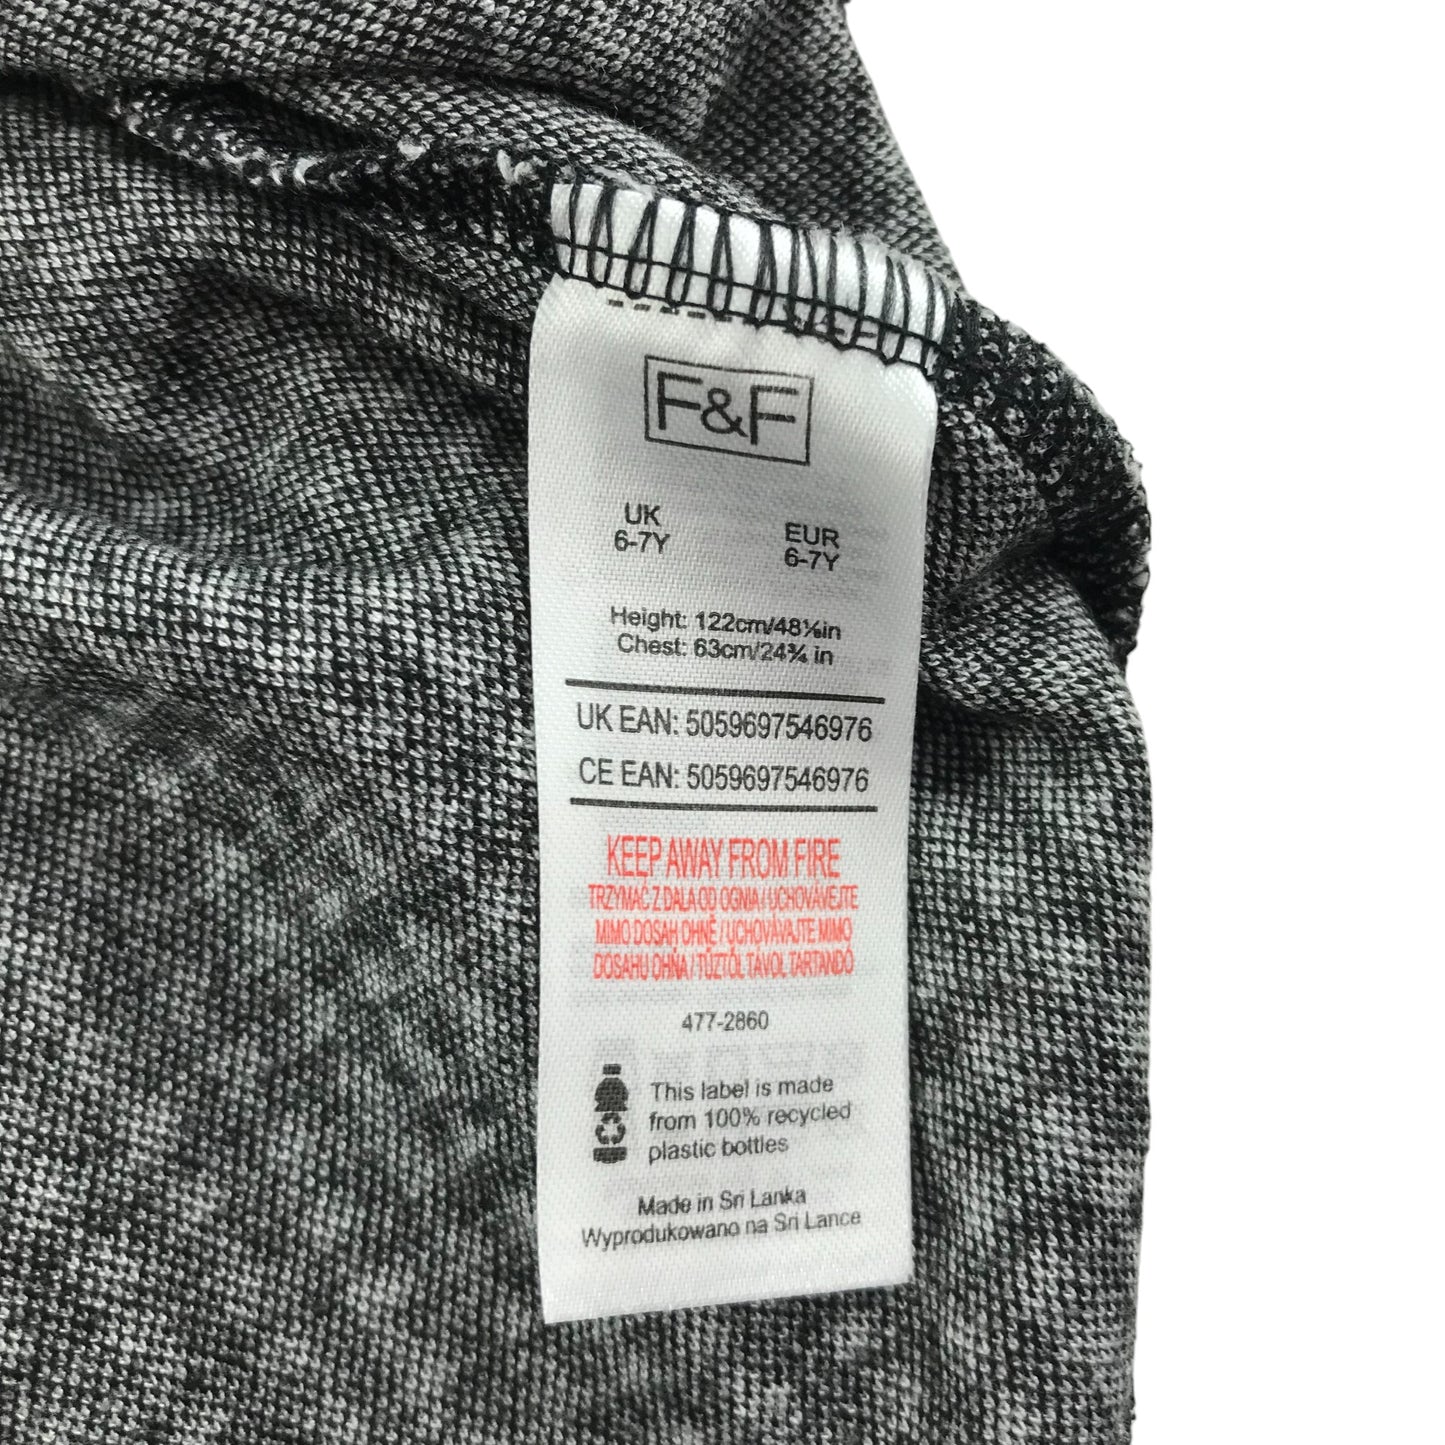 F&F
UK EUR
6-7Y 6-7Y
Height: 122cm/48⅛in
Chest: 63cm/24¾ in
UK EAN: 5059697546976
CE EAN: 5059697546976
KEEP AWAY FROM FIRE
TRZYMAĆ Z DALA OD OGNIA / UCHOVÁVEJTE
MIMO DOSAH OHNĚ / UCHOVÁVAJTE MIMO
DOSAHU OHŇA / TŰZTŐL TÁVOL TARTANDÓ
477-2860
This label is made
from 100% recycled
plastic bottles
Made in Sri Lanka
Wyprodukowano na Sri Lance